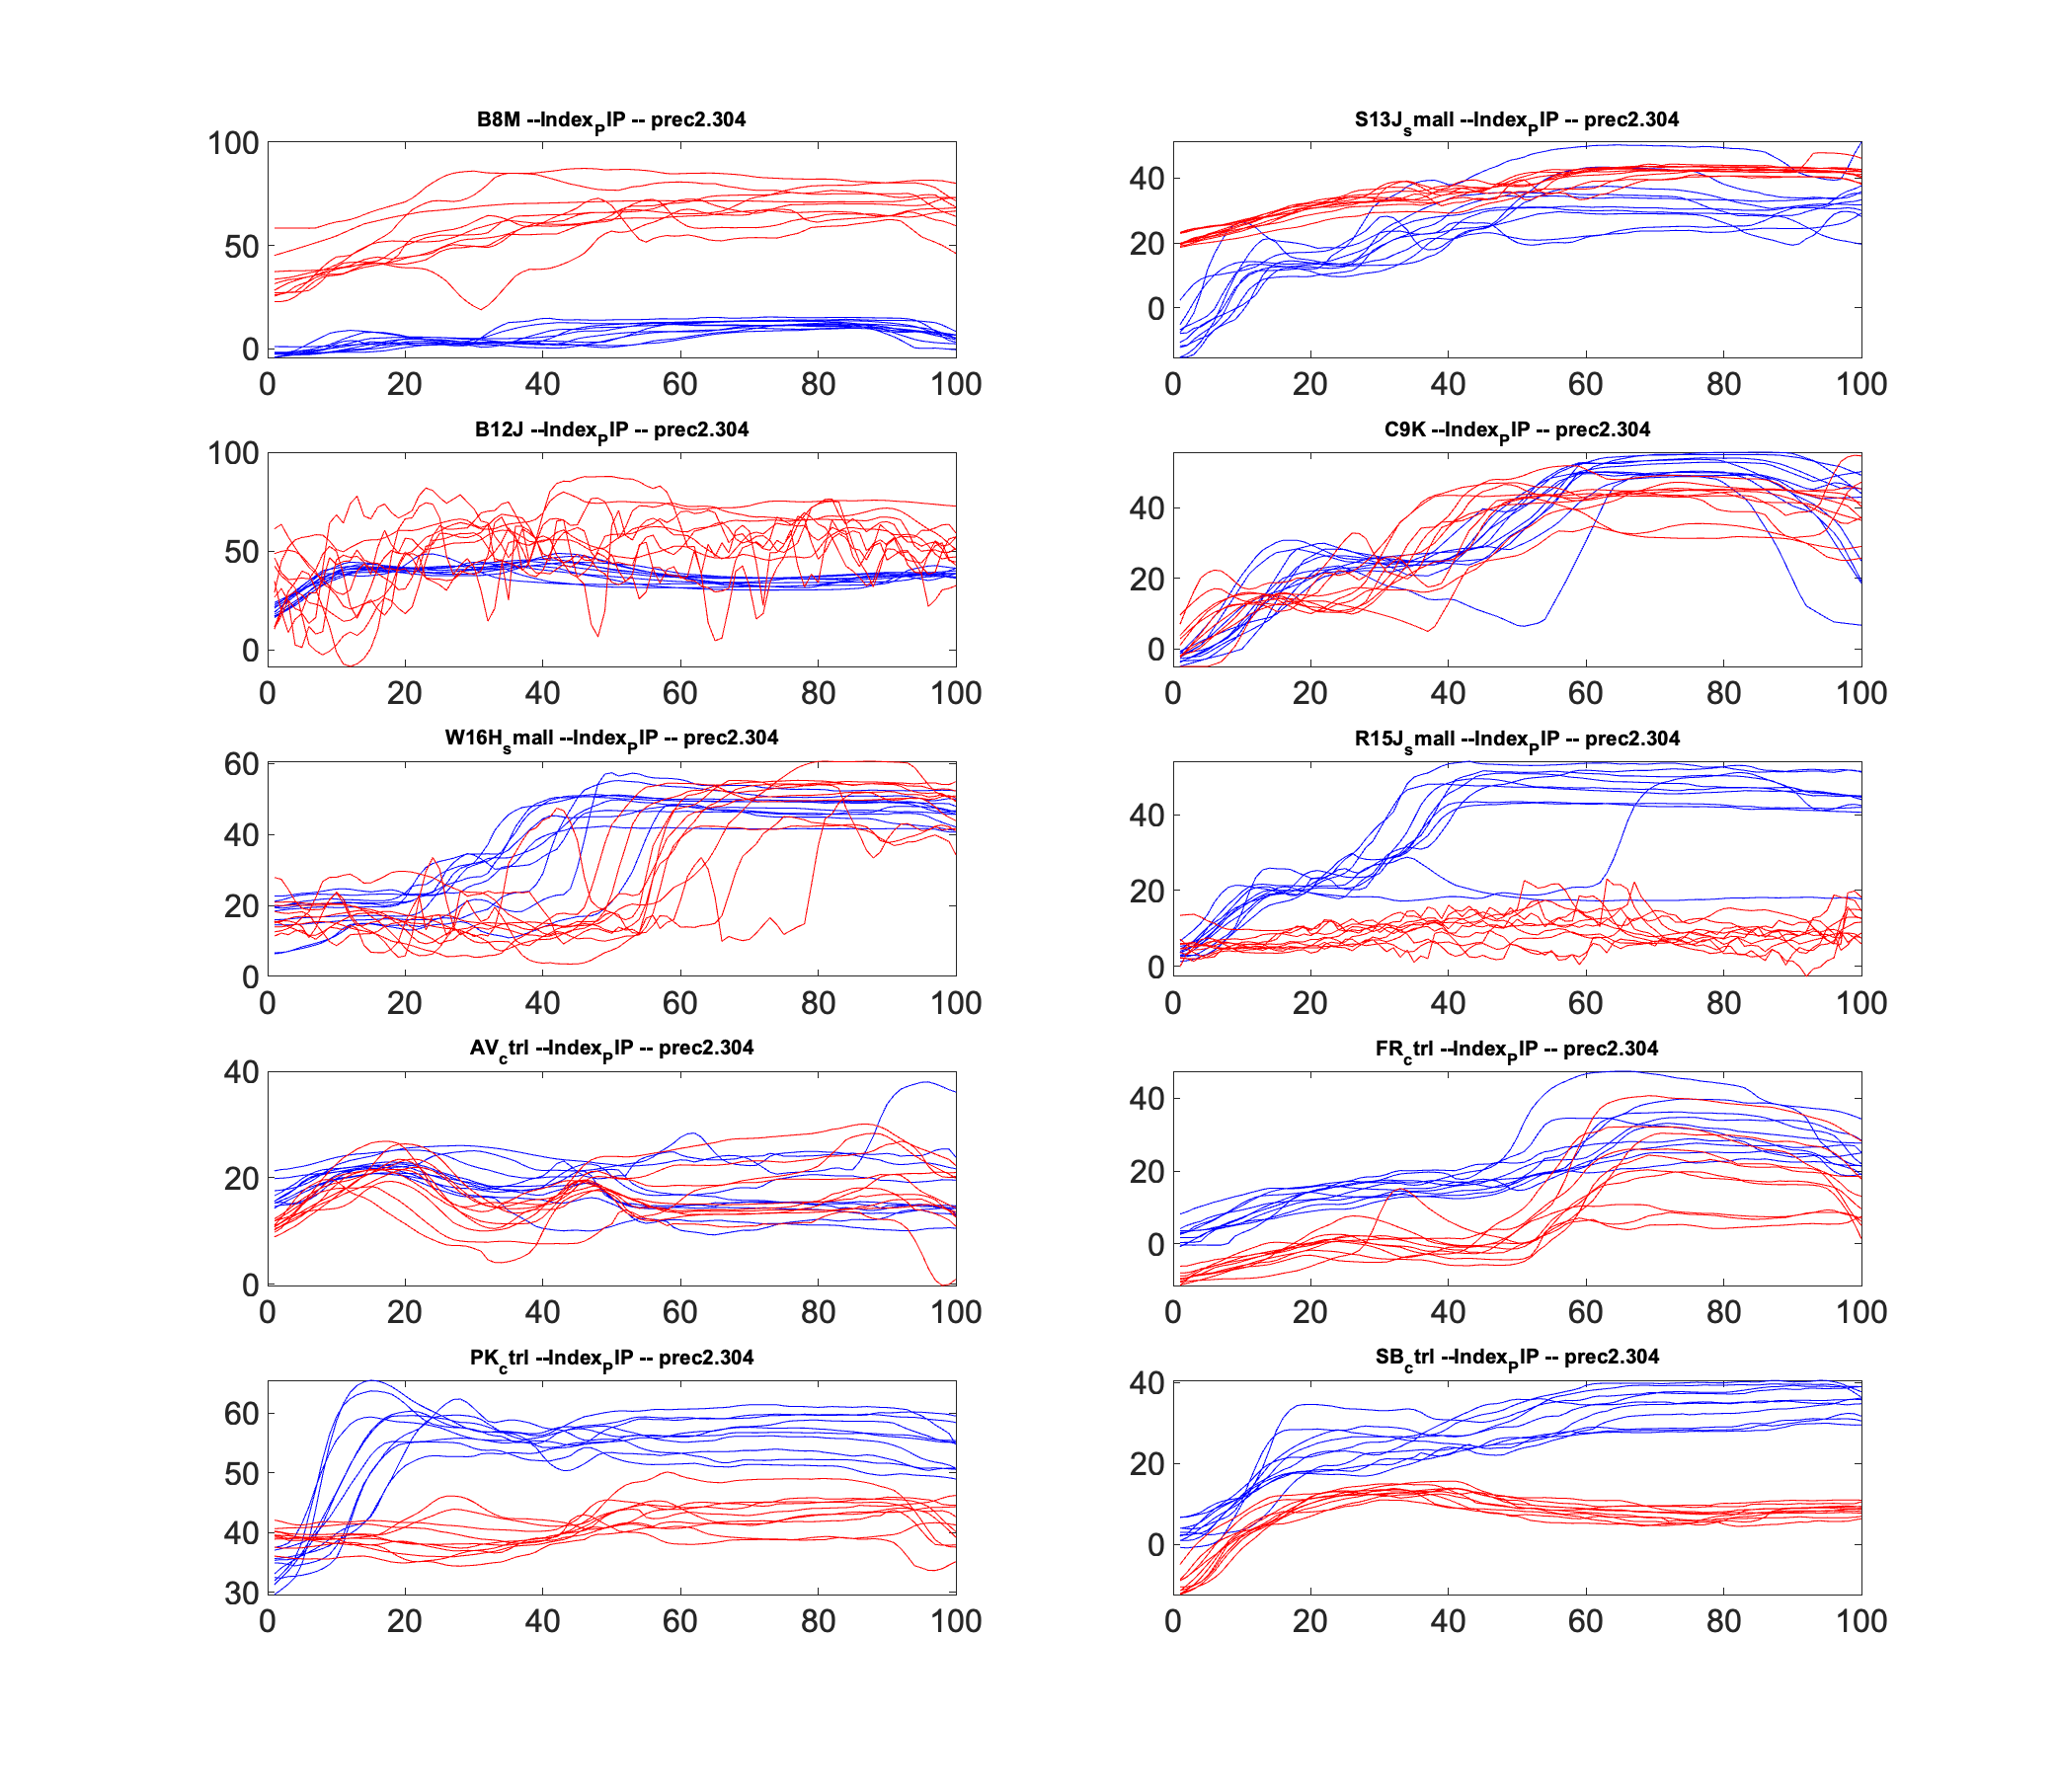 B8M --Index_PIP -- prec2.304
100
50
0
0 20 40 60 80 100
S13J_small --Index_PIP -- prec2.304
40
20
0
0 20 40 60 80 100
B12J --Index_PIP -- prec2.304
100
50
0
0 20 40 60 80 100
C9K --Index_PIP -- prec2.304
40
20
0
0 20 40 60 80 100
W16H_small --Index_PIP -- prec2.304
60
40
20
0
0 20 40 60 80 100
R15J_small --Index_PIP -- prec2.304
40
20
0
0 20 40 60 80 100
AV_ctrl --Index_PIP -- prec2.304
40
20
0
0 20 40 60 80 100
FR_ctrl --Index_PIP -- prec2.304
40
20
0
0 20 40 60 80 100
PK_ctrl --Index_PIP -- prec2.304
60
50
40
30
0 20 40 60 80 100
SB_ctrl --Index_PIP -- prec2.304
40
20
0
0 20 40 60 80 100